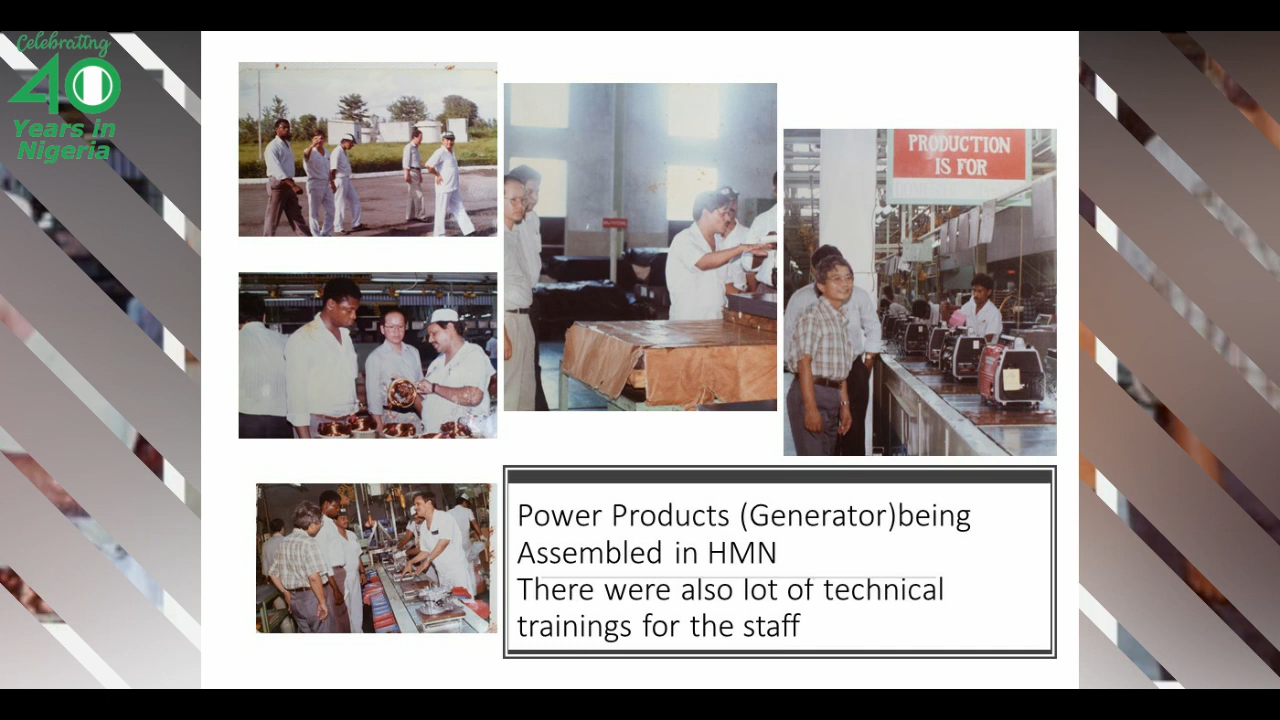 Celebrating
40
Years in
Nigeria
PRODUCTION
IS FOR
Power Products (Generator)being
Assembled in HMN
There were also lot of technical
trainings for the staff